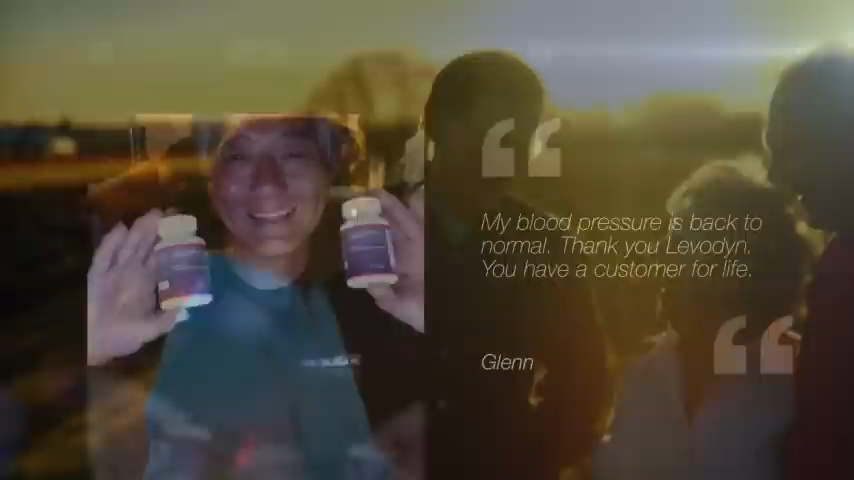 “
My blood pressure is back to
normal. Thank you Levodyn.
You have a customer for life.
“
Glenn